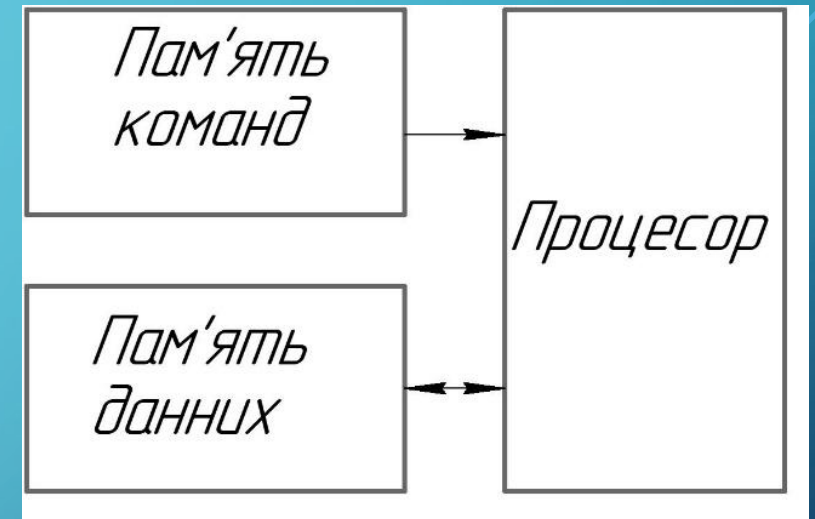 Пам'ять
команд
Процесор
Пам'ять
данних